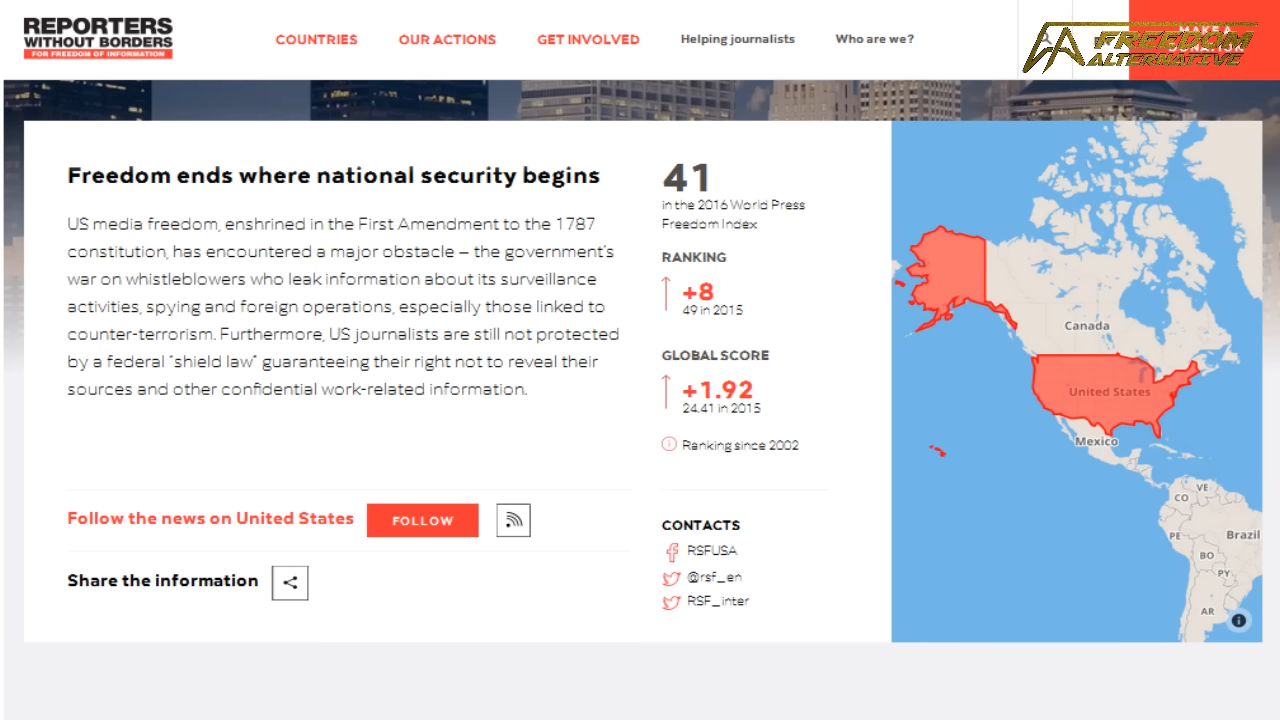 REPORTERS
WITHOUT BORDERS
FOR FREEDOM OF INFORMATION
COUNTRIES
OUR ACTIONS
GET INVOLVED
Helping journalists
Who are we?
MAKE A
FREEDOM
ALTERNATIVE
Freedom ends where national security begins
US media freedom, enshrined in the First Amendment to the 1787
constitution, has encountered a major obstacle – the government's
war on whistleblowers who leak information about its surveillance
activities, spying and foreign operations, especially those linked to
counter-terrorism. Furthermore, US journalists are still not protected
by a federal "shield law" guaranteeing their right not to reveal their
sources and other confidential work-related information.
Follow the news on United States
FOLLOW
Share the information
41
in the 2016 World Press
Freedom Index
RANKING
+8
49 in 2015
GLOBAL SCORE
+1.92
24.41 in 2015
Ranking since 2002
CONTACTS
RSFUSA
@rsf_en
RSF_inter
Canada
United States
Mexico
VE
CO
PE
Brazil
BO
PY
AR